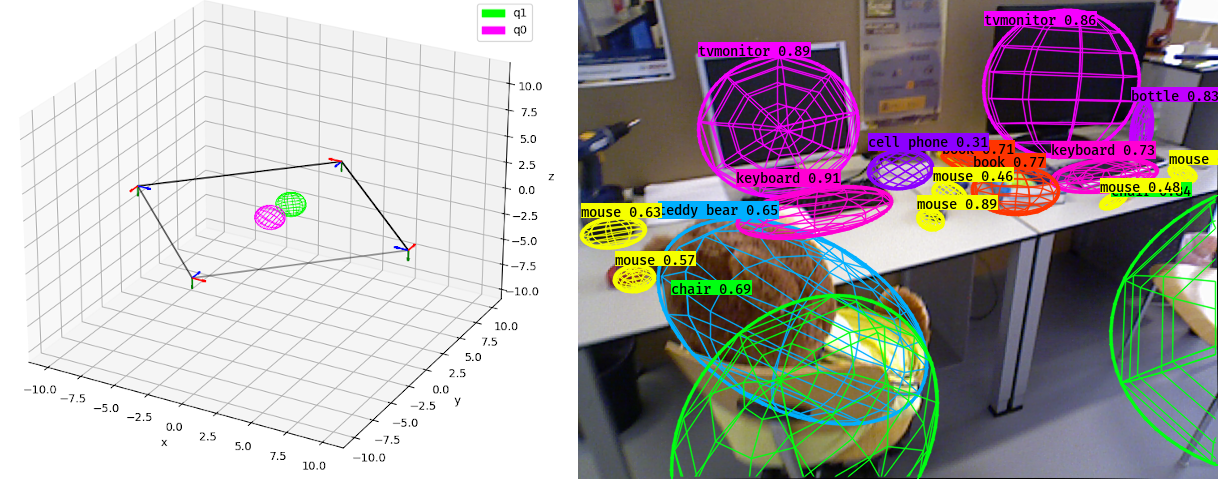 q1
q0
10.0
7.5
5.0
2.5
0.0
−2.5
−5.0
−7.5
−10.0
z
−10.0
−7.5
−5.0
−2.5
0.0
2.5
5.0
7.5
10.0
x
−10.0
−7.5
−5.0
−2.5
0.0
2.5
5.0
7.5
10.0
y
tvmonitor 0.86
tvmonitor 0.89
bottle 0.83
cell phone 0.31
book 0.71
keyboard 0.73
book 0.77
mouse
keyboard 0.91
mouse 0.46
mouse 0.48
mouse 0.89
mouse 0.63
teddy bear 0.65
mouse 0.57
chair 0.69